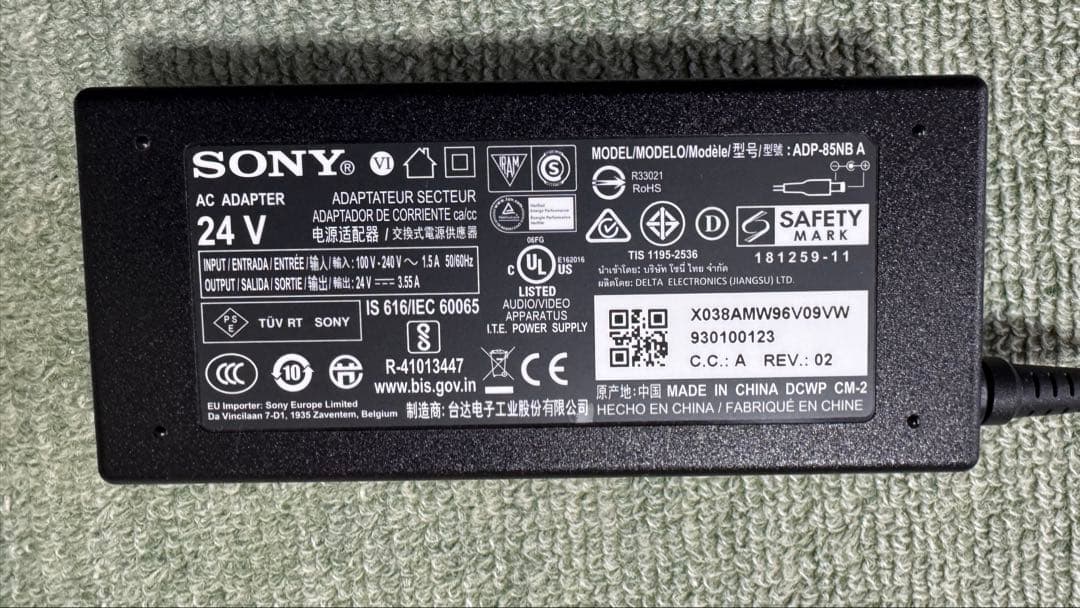 SONY®
VI
AC ADAPTER
24 V
ADAPTATEUR SECTEUR
ADAPTADOR DE CORRIENTE ca/cc
电源适配器 / 交換式電源供應器
INPUT / ENTRADA / ENTRÉE / 输入 / 輸入 : 100 V - 240 V ～ 1.5 A 50/60Hz
OUTPUT / SALIDA / SORTIE / 输出 / 輸出 : 24 V ⎓ 3.55 A
PS
E
TÜV RT SONY
IS 616/IEC 60065
R-41013447
www.bis.gov.in
CCC
10
EU Importer: Sony Europe Limited
Da Vincilaan 7-D1, 1935 Zaventem, Belgium
制造商: 台达电子工业股份有限公司
IRAM
S
06FG
C UL US
E162016
LISTED
AUDIO/VIDEO
APPARATUS
I.T.E. POWER SUPPLY
CE
MODEL/MODELO/Modèle/型号/型號 : ADP-85NB A
R33021
RoHS
D
SAFETY
MARK
TIS 1195-2536
181259-11
นำเข้าโดย: บริษัท โซนี่ ไทย จำกัด
ผลิตโดย: DELTA ELECTRONICS (JIANGSU) LTD.
X038AMW96V09VW
930100123
C.C.: A REV.: 02
原产地: 中国 MADE IN CHINA DCWP CM-2
HECHO EN CHINA / FABRIQUÉ EN CHINE